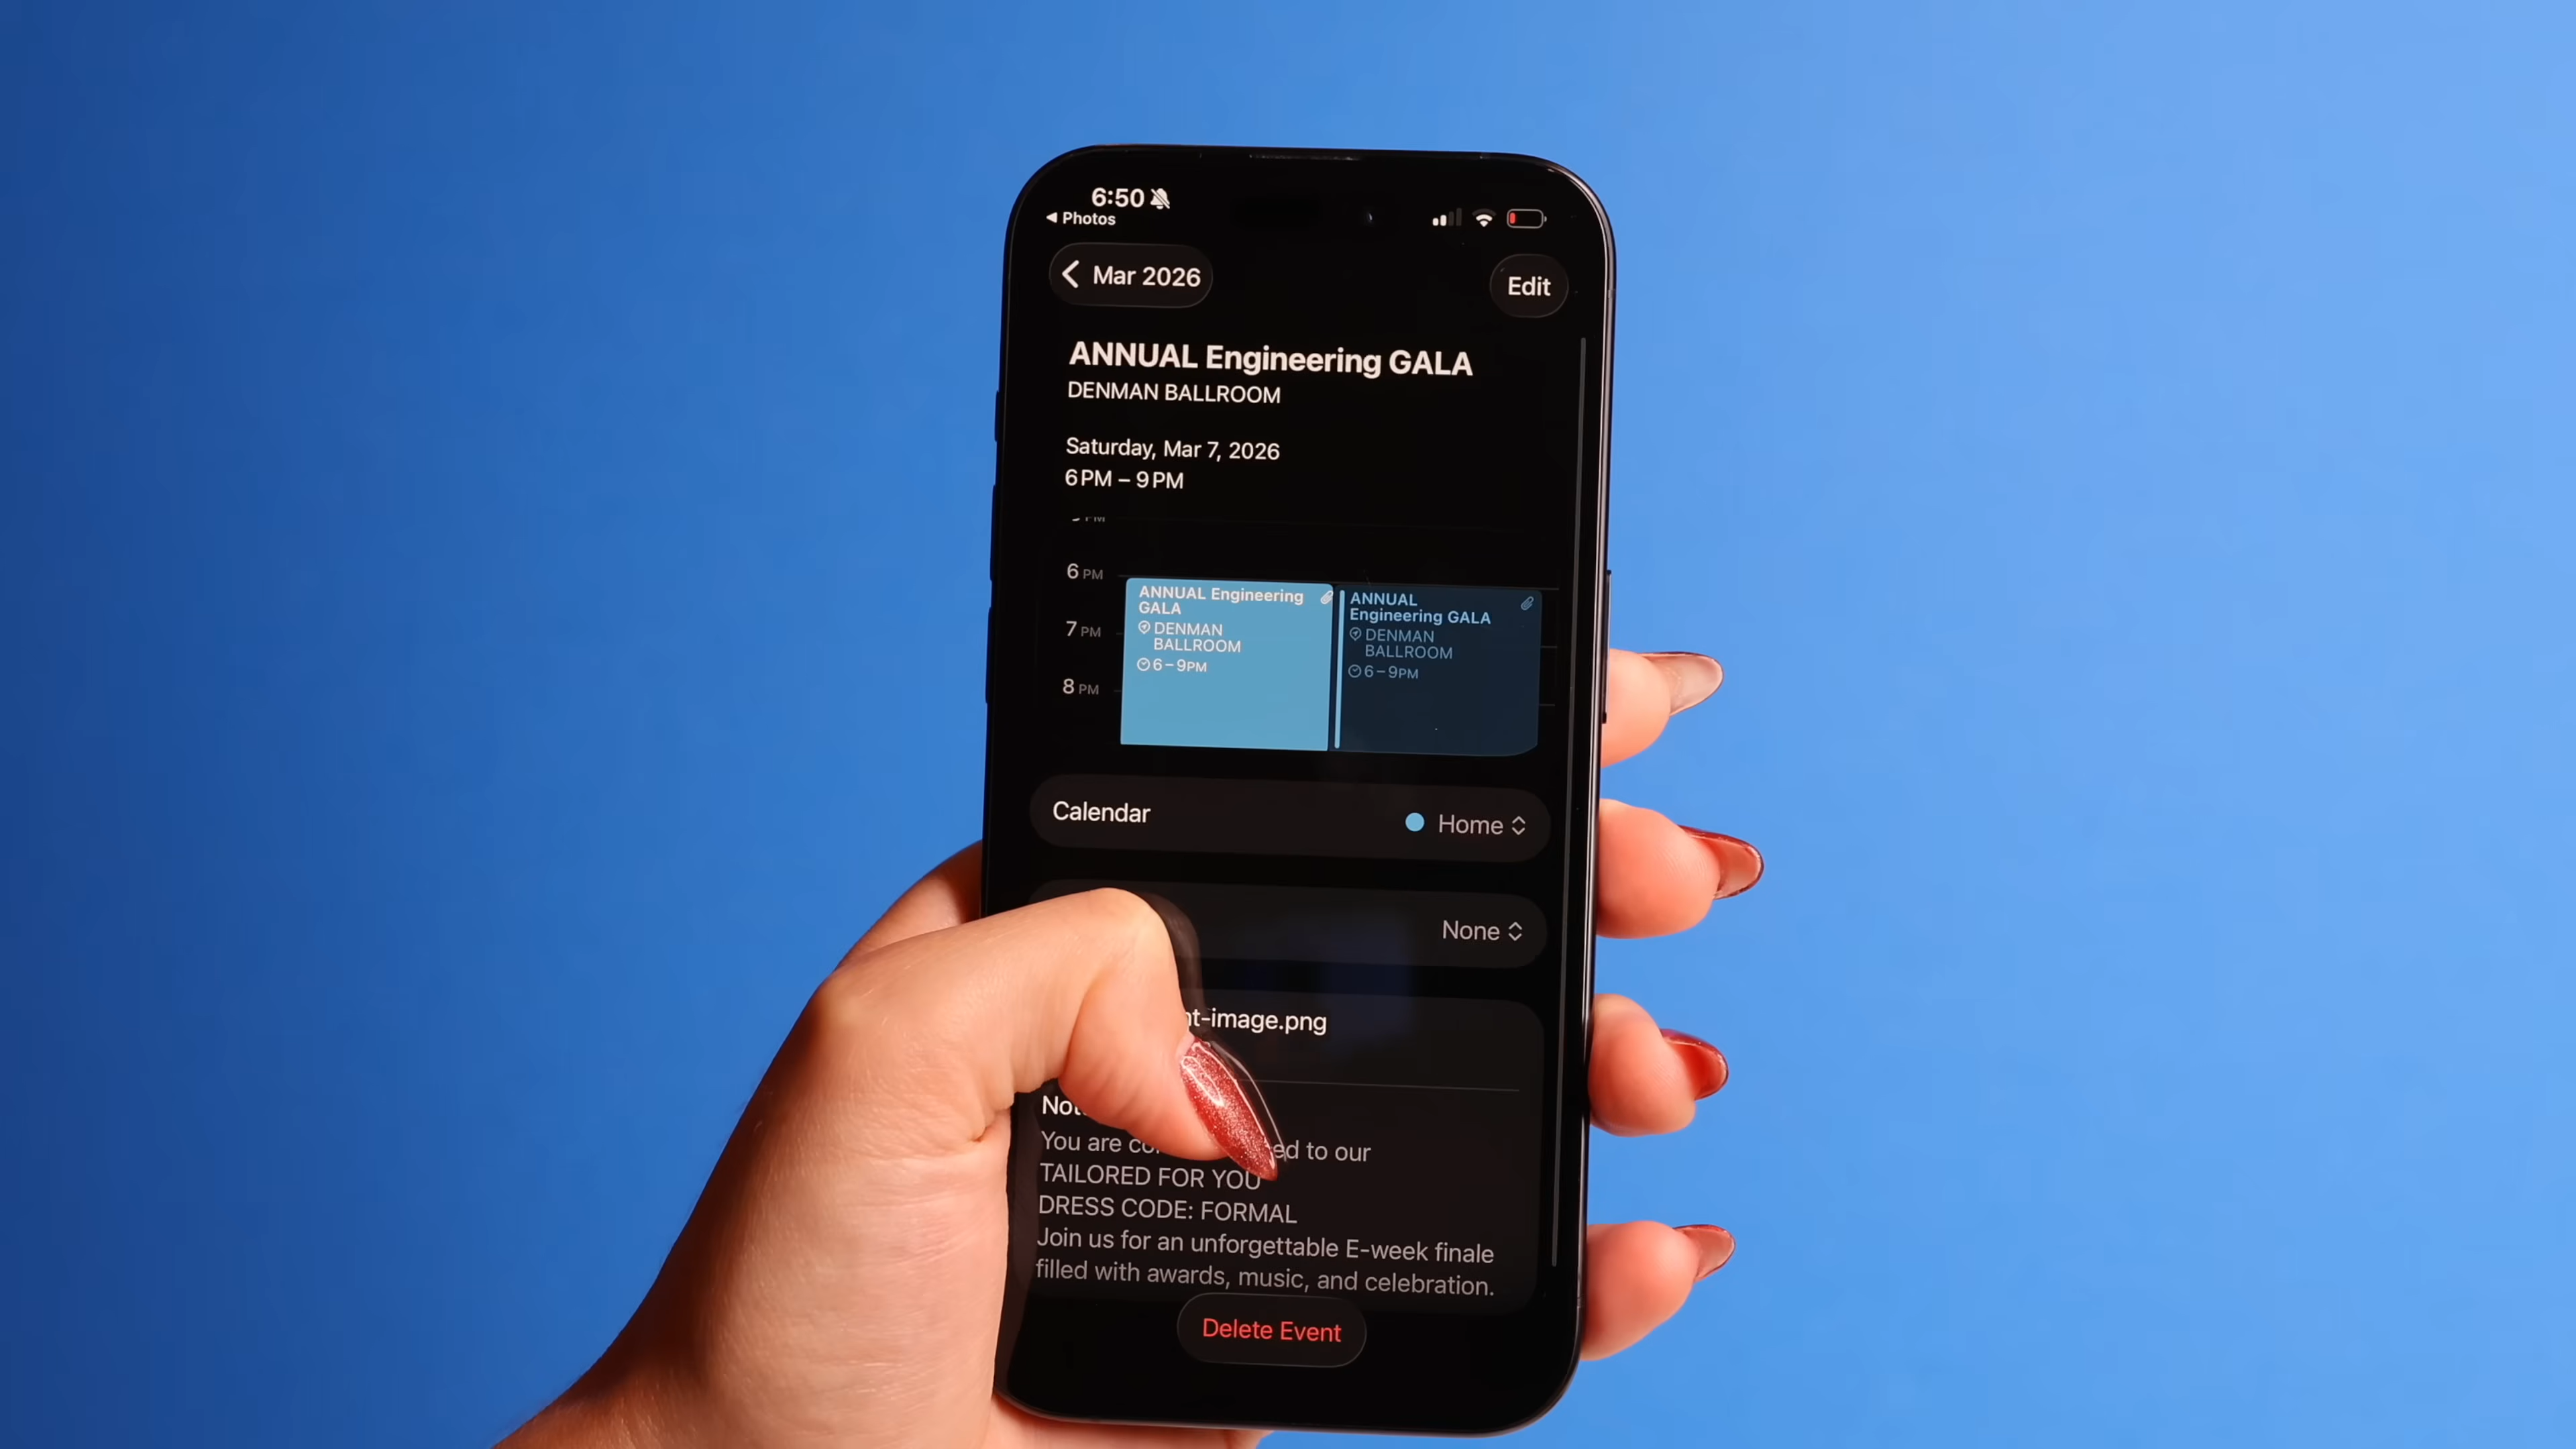 6:50
Photos
Mar 2026
Edit
ANNUAL Engineering GALA
DENMAN BALLROOM
Saturday, Mar 7, 2026
6 PM – 9 PM
6 PM
7 PM
8 PM
ANNUAL Engineering
GALA
DENMAN
BALLROOM
6 – 9PM
ANNUAL
Engineering GALA
DENMAN
BALLROOM
6 – 9PM
Calendar
Home
None
-image.png
You are
to our
TAILORED FOR YOU
DRESS CODE: FORMAL
Join us for an unforgettable E-week finale
filled with awards, music, and celebration.
Delete Event